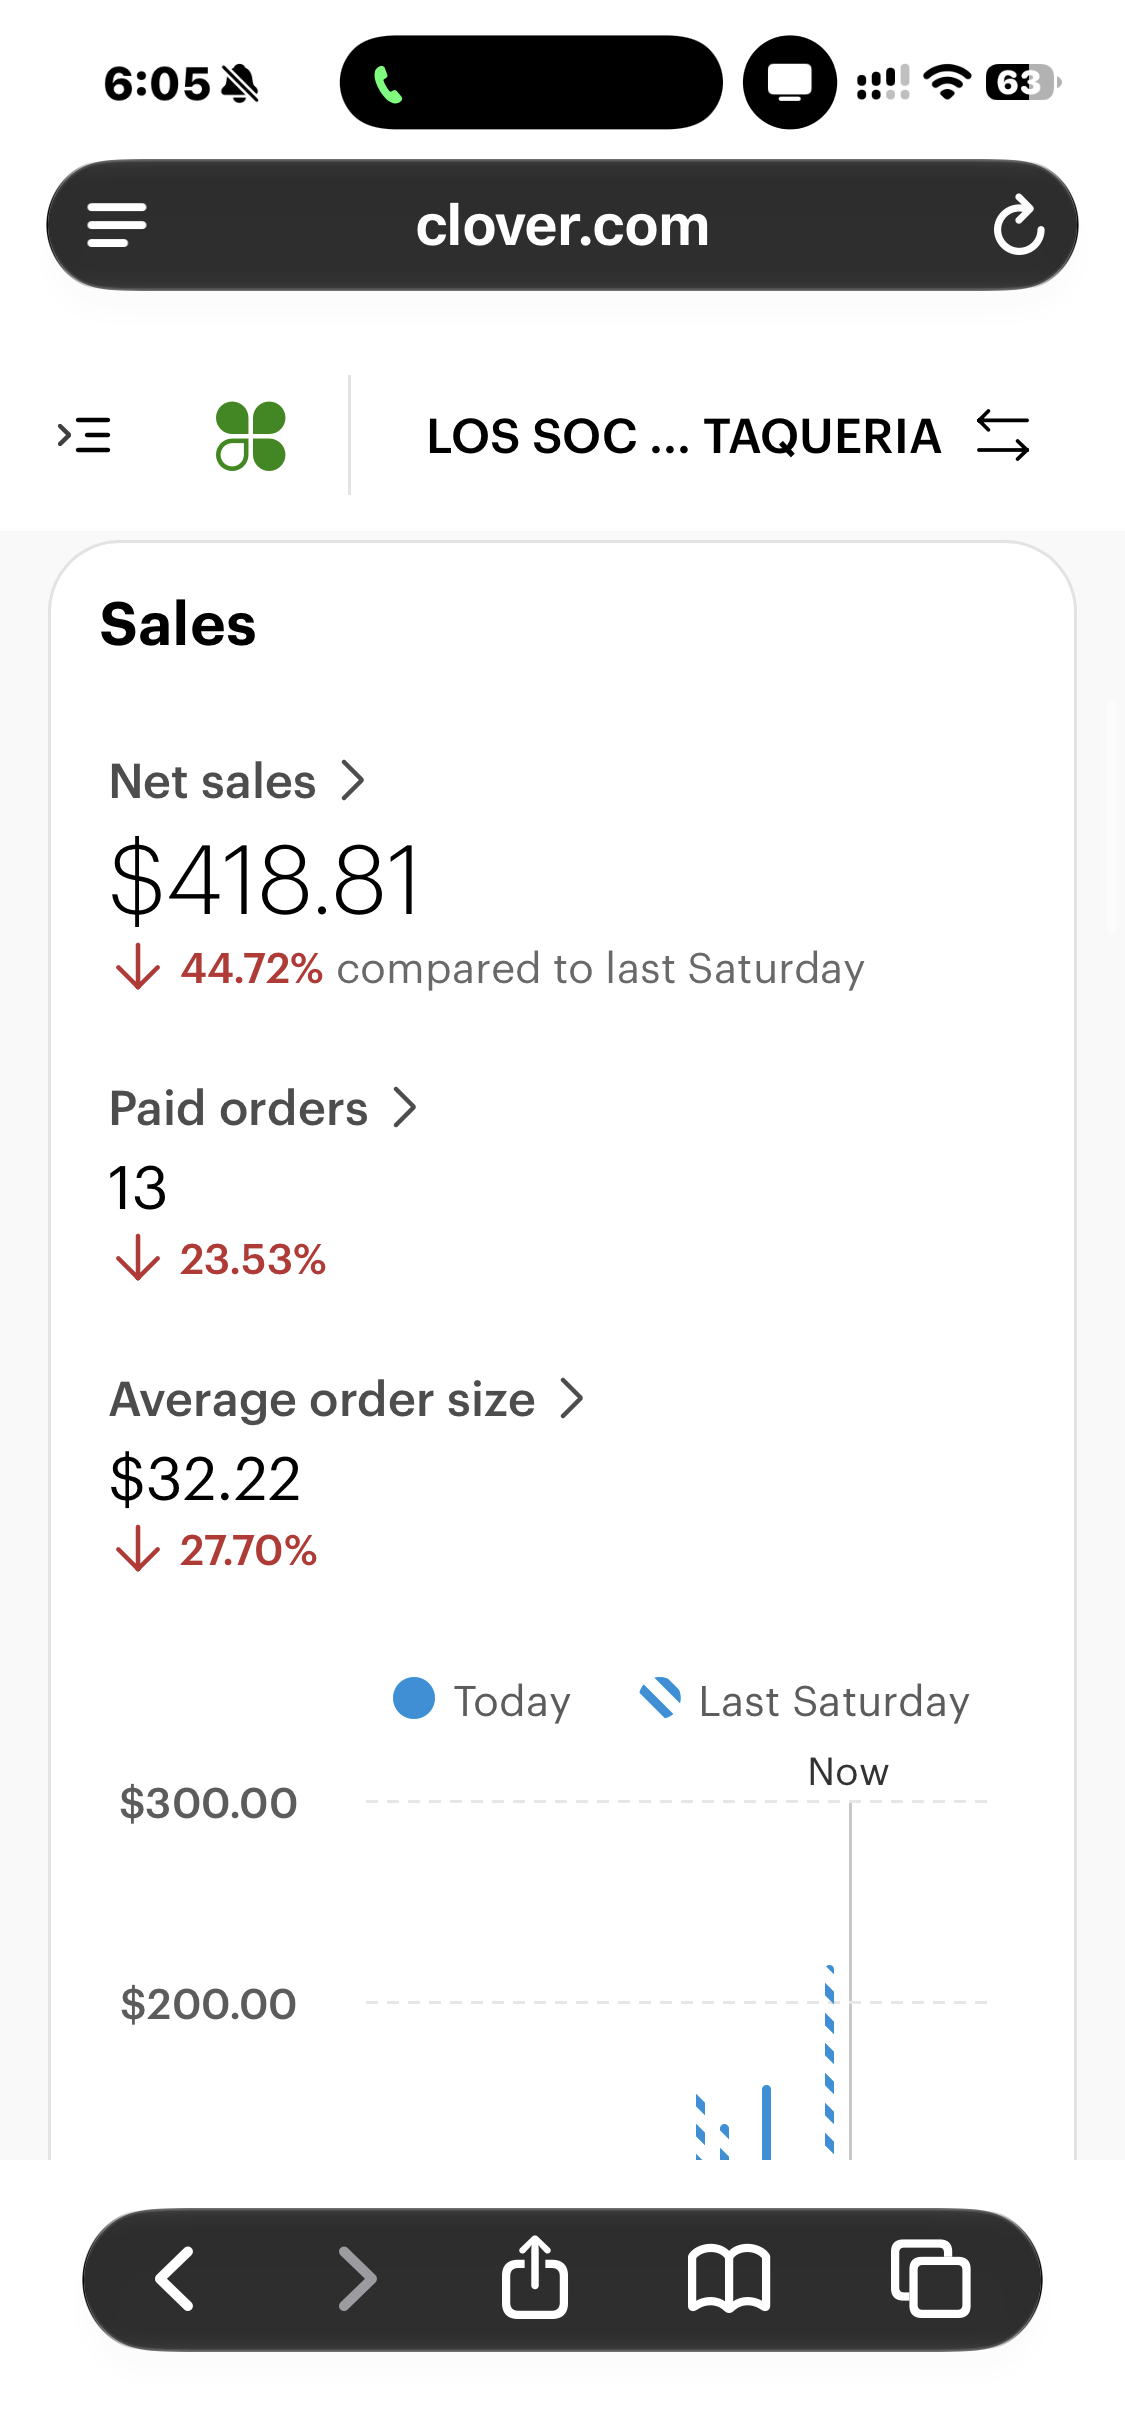 6:05
63
clover.com
LOS SOC ... TAQUERIA
Sales
Net sales
$418.81
44.72% compared to last Saturday
Paid orders
13
23.53%
Average order size
$32.22
27.70%
Today Last Saturday
Now
$300.00
$200.00